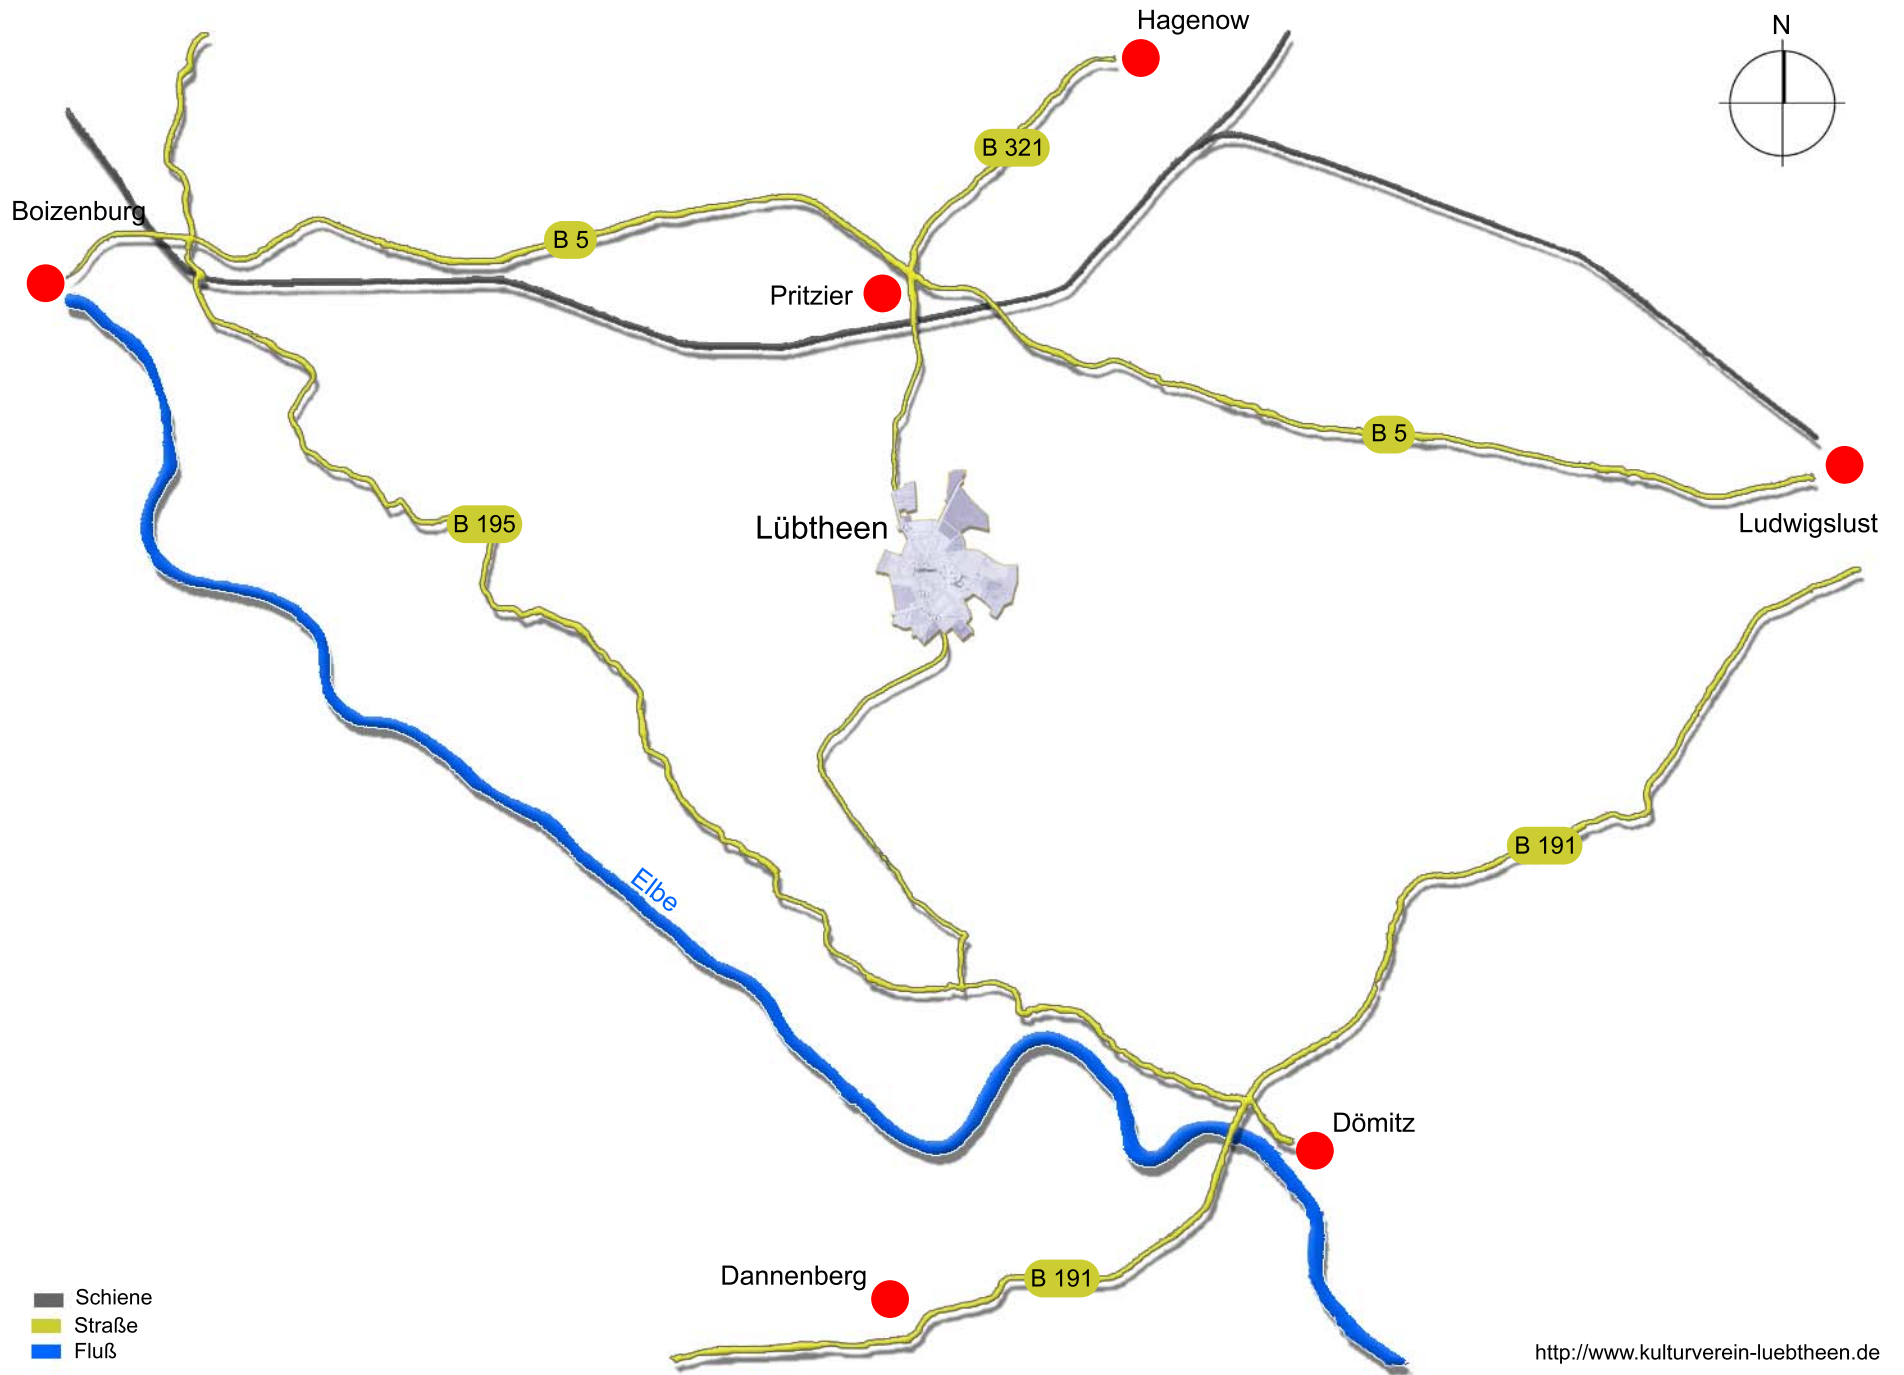 Hagenow
N
B 321
Boizenburg
B 5
Pritzier
B 5
Lübtheen
B 195
Ludwigslust
B 191
Elbe
Dömitz
Dannenberg
B 191
Schiene
Straße
Fluß
http://www.kulturverein-luebtheen.de